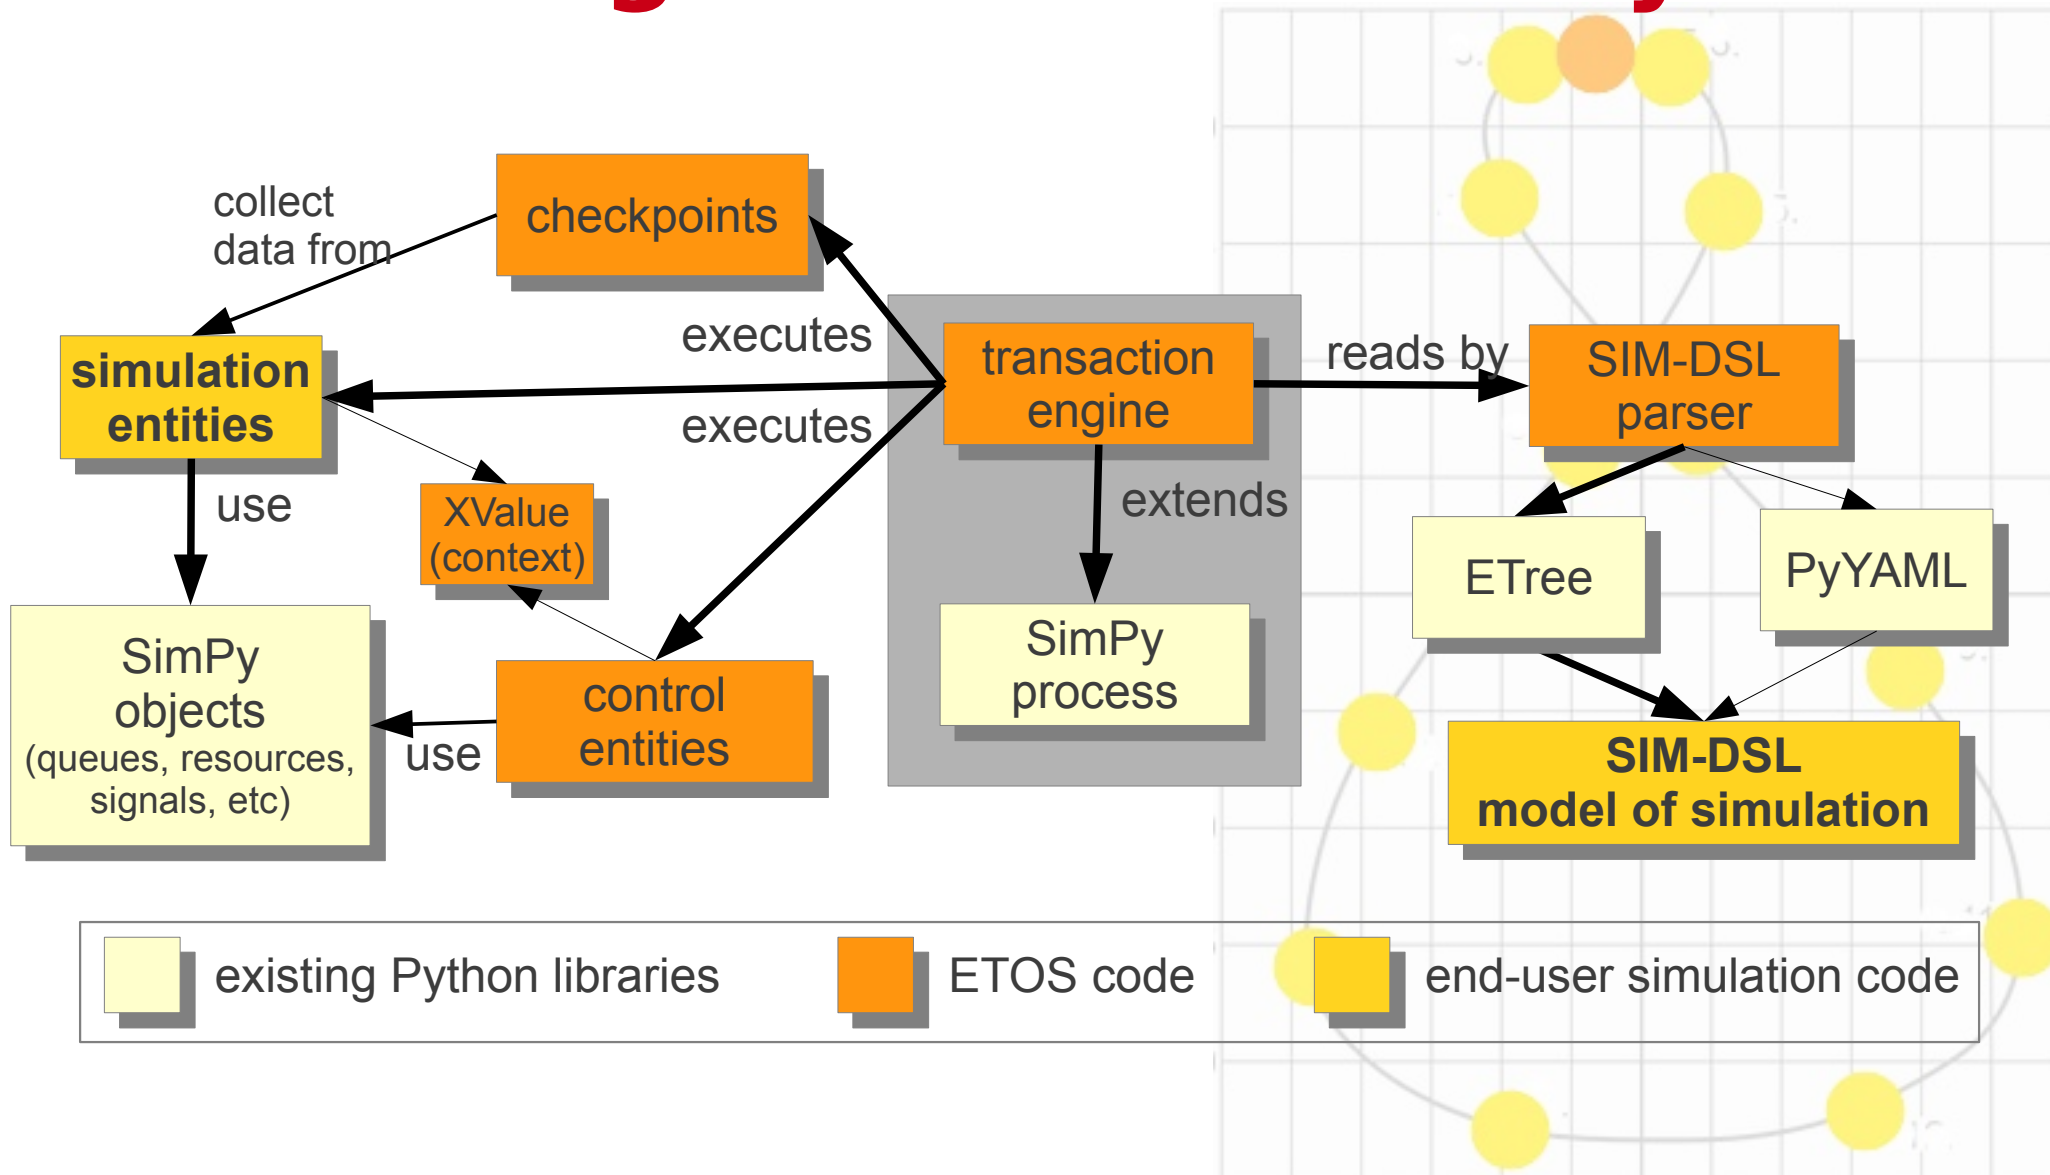 collect
data from
checkpoints
simulation
entities
executes
executes
transaction
engine
reads by
SIM-DSL
parser
use
XValue
(context)
extends
ETree
PyYAML
SimPy
objects
(queues, resources,
signals, etc)
use
control
entities
SimPy
process
SIM-DSL
model of simulation
existing Python libraries
ETOS code
end-user simulation code